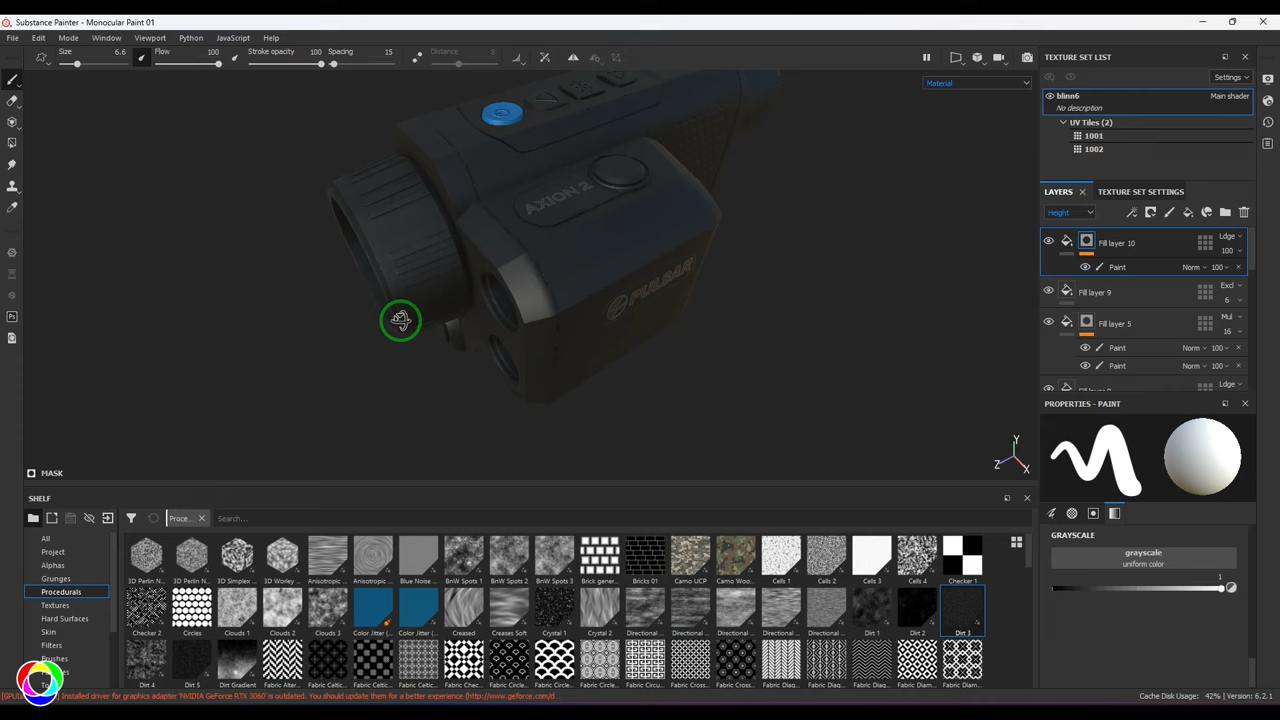 Substance Painter - Monocular Paint 01
File Edit Mode Window Viewport Python JavaScript Help
Size 6.6 Flow 100 Stroke opacity 100 Spacing 15 Distance 8
Material
AXION 2
PULSAR
Y
Z
X
MASK
TEXTURE SET LIST
Settings
blinn6 Main shader
No description
UV Tiles (2)
1001
1002
LAYERS TEXTURE SET SETTINGS
Height
Fill layer 10 Ldge 100
Paint Norm 100
Fill layer 9 Excl 6
Fill layer 5 Mul 16
Paint Norm 100
Paint Norm 100
Ldge
PROPERTIES - PAINT
GRAYSCALE
grayscale
uniform color
1
SHELF
Proce...
Search...
All
Project
Alphas
Grunges
Procedurals
Textures
Hard Surfaces
Skin
Filters
Brushes
3D Perlin N... 3D Perlin N... 3D Simplex ... 3D Worley ... Anisotropic ... Anisotropic ... Blue Noise ... BnW Spots 1 BnW Spots 2 BnW Spots 3 Brick gener... Bricks 01 Camo UCP Camo Woo... Cells 1 Cells 2 Cells 3 Cells 4 Checker 1
Checker 2 Circles Clouds 1 Clouds 2 Clouds 3 Color Jitter (... Color Jitter (... Creased Creases Soft Crystal 1 Crystal 2 Directional ... Directional ... Directional ... Directional ... Directional ... Dirt 1 Dirt 2 Dirt 3
Dirt 4 Dirt 5 Dirt Gradient Fabric Alter... Fabric Celtic... Fabric Celtic... Fabric Chec... Fabric Chec... Fabric Circle... Fabric Circle... Fabric Circle... Fabric Circu... Fabric Cross... Fabric Cros... Fabric Diag... Fabric Diag... Fabric Diag... Fabric Diam... Fabric Diam...
Installed driver for graphics adapter 'NVIDIA GeForce RTX 3060' is outdated. You should update them for a better experience (http://www.geforce.com/d...
Cache Disk Usage: 42% | Version: 6.2.1